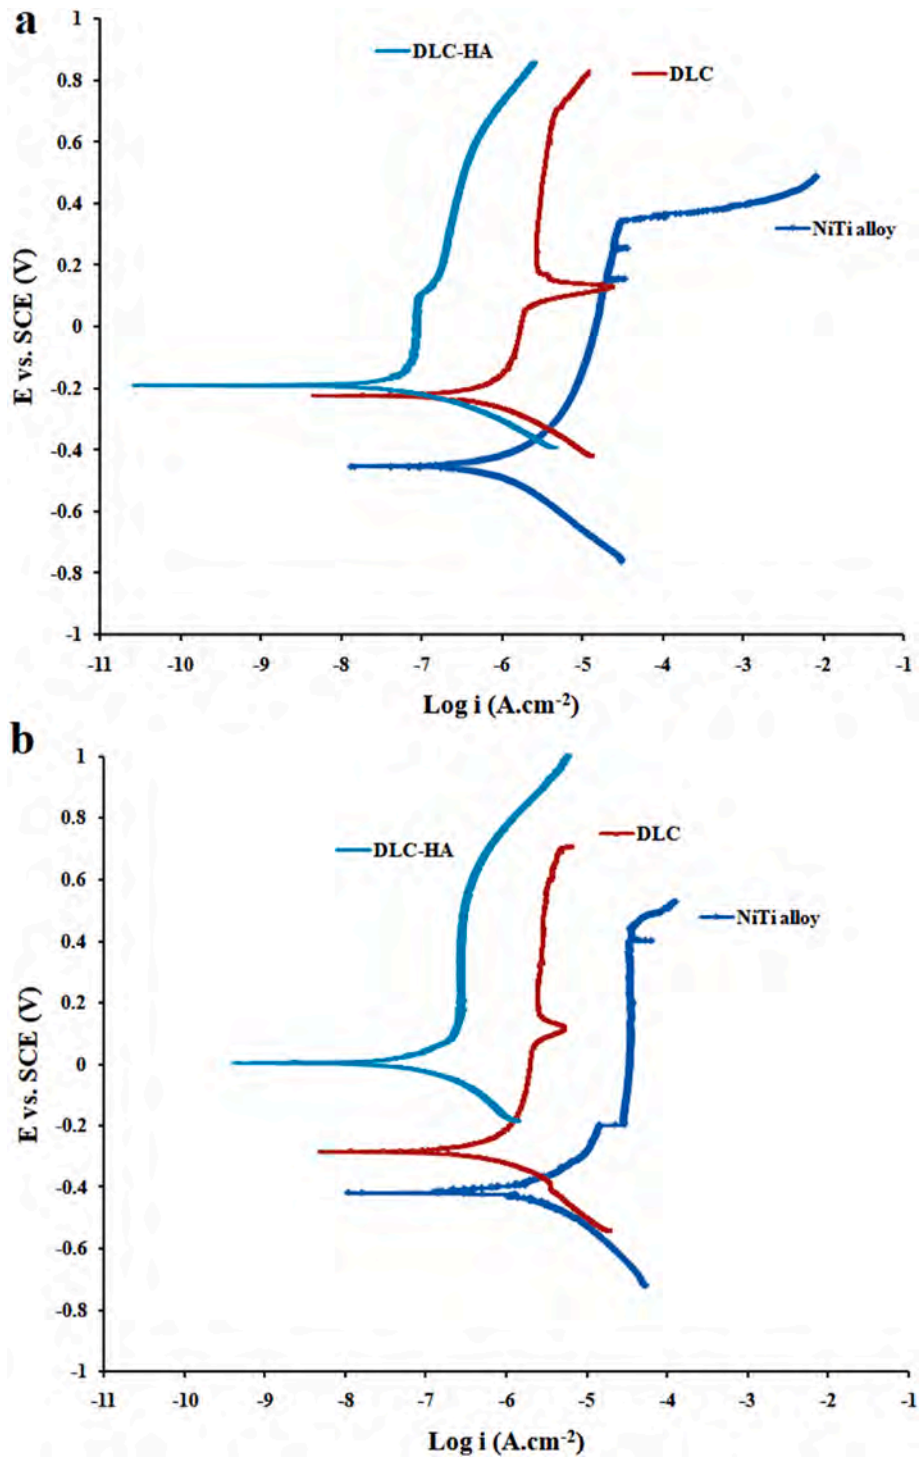 a
1
0.8
0.6
0.4
0.2
0
-0.2
-0.4
-0.6
-0.8
-1
E vs. SCE (V)
DLC-HA
DLC
NiTi alloy
-11 -10 -9 -8 -7 -6 -5 -4 -3 -2 -1
Log i (A.cm-2)
b
1
0.8
0.6
0.4
0.2
0
-0.2
-0.4
-0.6
-0.8
-1
E vs. SCE (V)
DLC-HA
DLC
NiTi alloy
-11 -10 -9 -8 -7 -6 -5 -4 -3 -2 -1
Log i (A.cm-2)